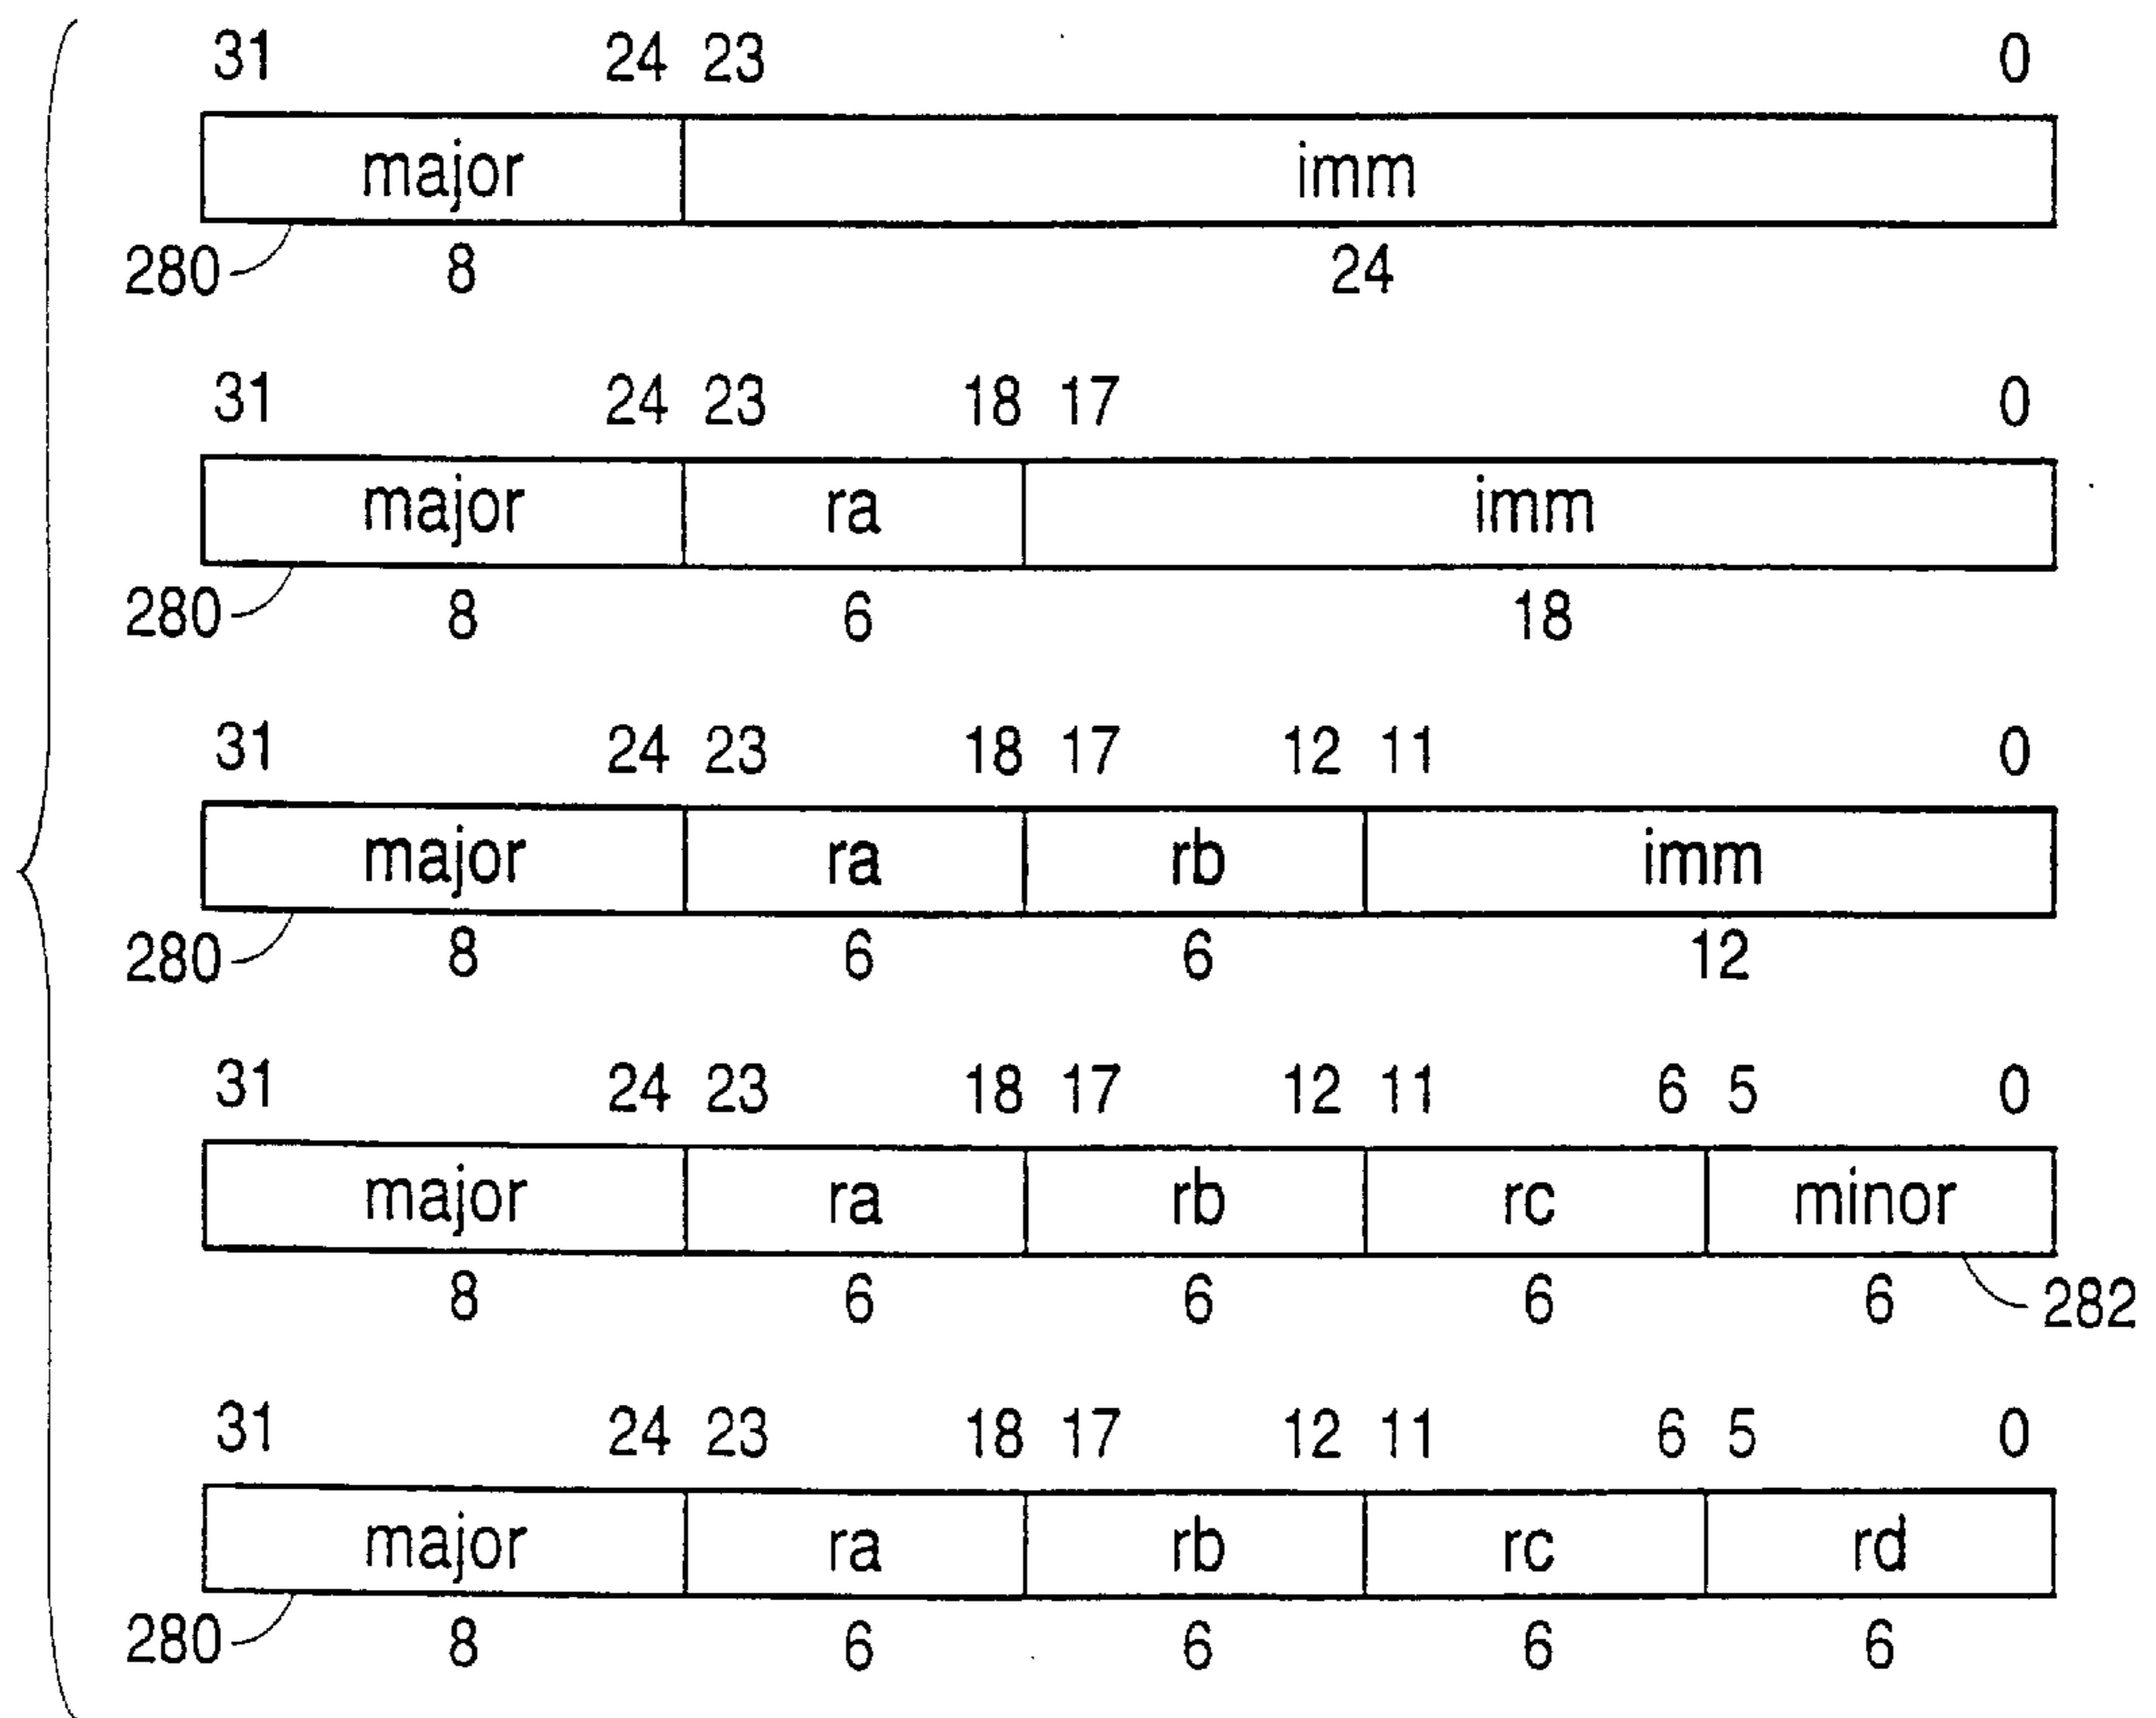 31 24 23 0
major imm
280 8 24
31 24 23 18 17 0
major ra imm
280 8 6 18
31 24 23 18 17 12 11 0
major ra rb imm
280 8 6 6 12
31 24 23 18 17 12 11 6 5 0
major ra rb rc minor
8 6 6 6 6 282
31 24 23 18 17 12 11 6 5 0
major ra rb rc rd
280 8 6 6 6 6